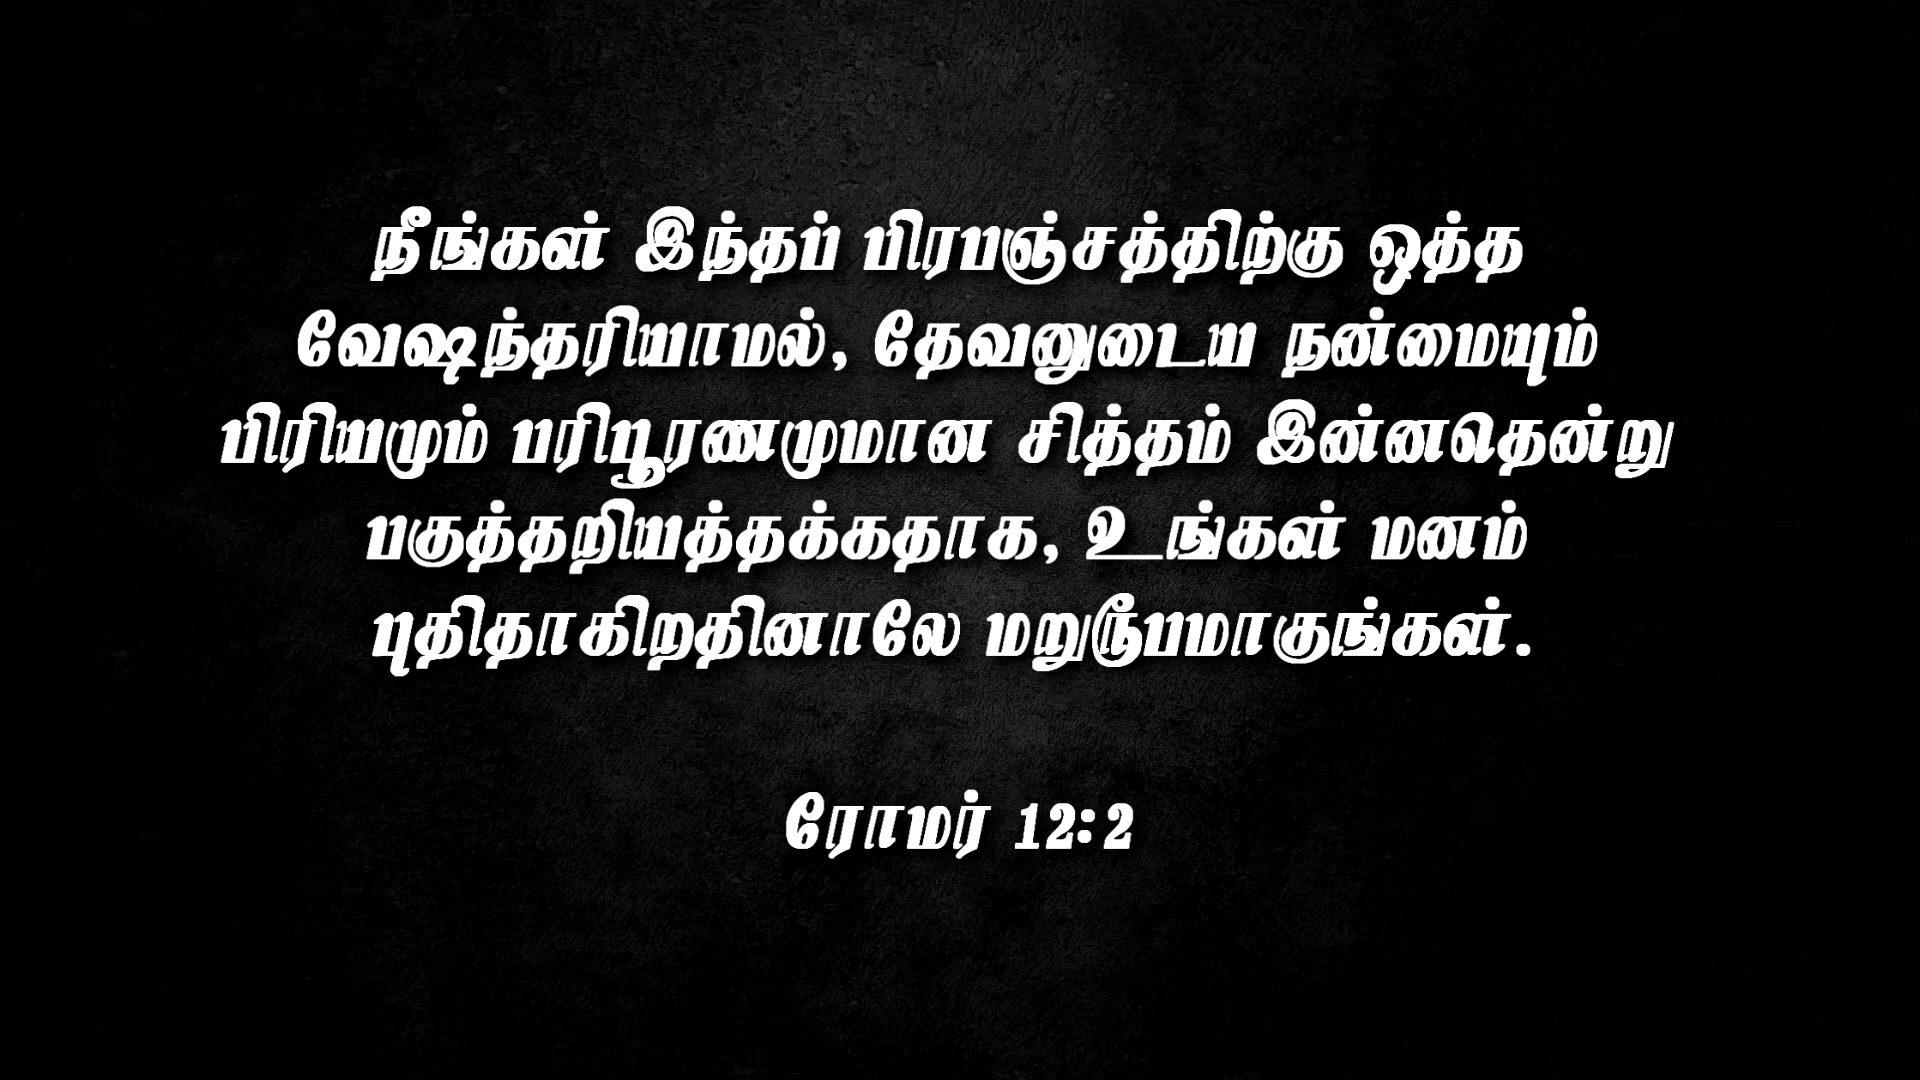 நீங்கள் இந்தப் பிரபஞ்சத்திற்கு ஒத்த
வேஷந்தரியாமல், தேவனுடைய நன்மையும்
பிரியமும் பரிபூரணமுமான சித்தம் இன்னதென்று
பகுத்தறியத்தக்கதாக, உங்கள் மனம்
புதிதாகிறதினாலே மறுரூபமாகுங்கள்.
ரோமர் 12:2